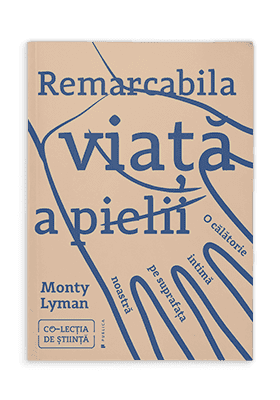 Remarcabila
viață
a pielii
O călătorie
intimă
pe suprafața
noastră
Monty
Lyman
CO-LECȚIA
DE ȘTIINȚĂ
PUBLICA